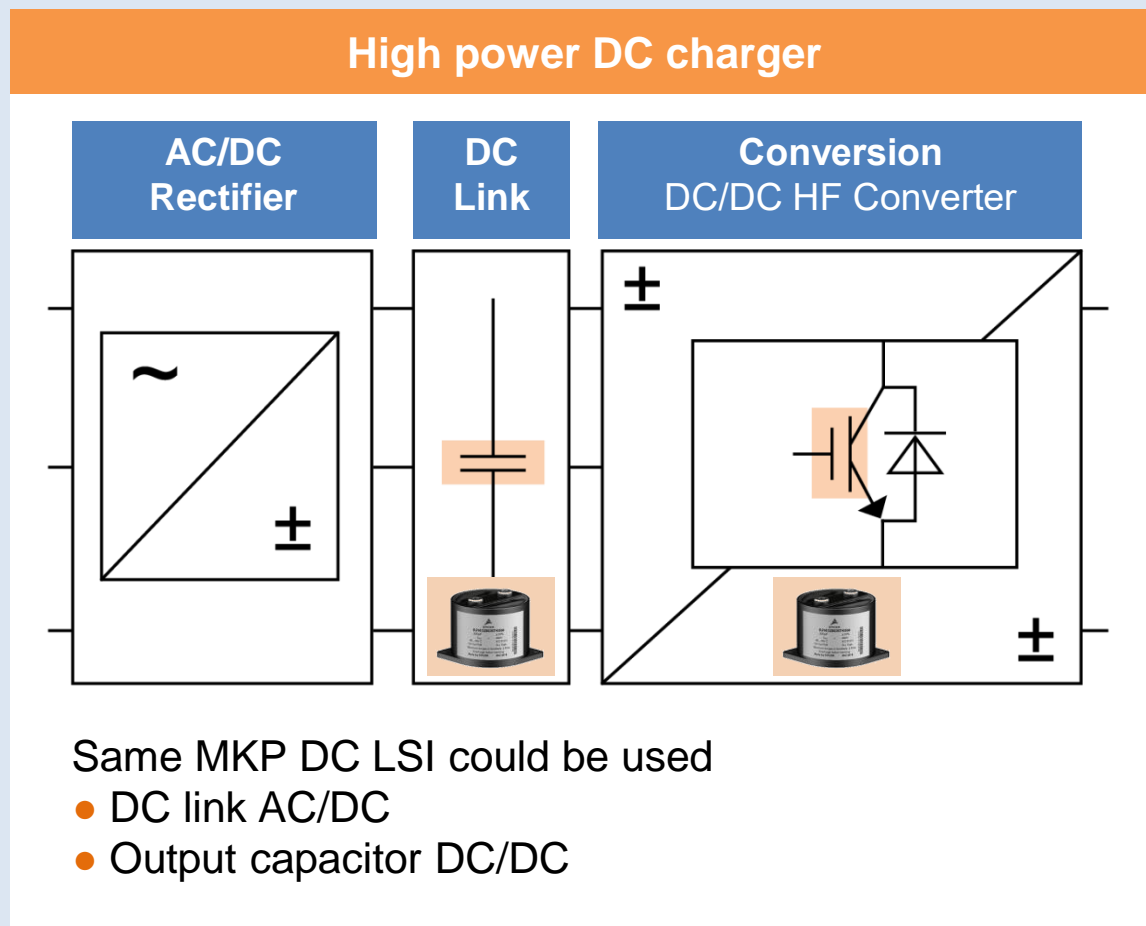 High power DC charger
AC/DC
Rectifier
DC
Link
Conversion
DC/DC HF Converter
~
±
±
±
Same MKP DC LSI could be used
● DC link AC/DC
● Output capacitor DC/DC